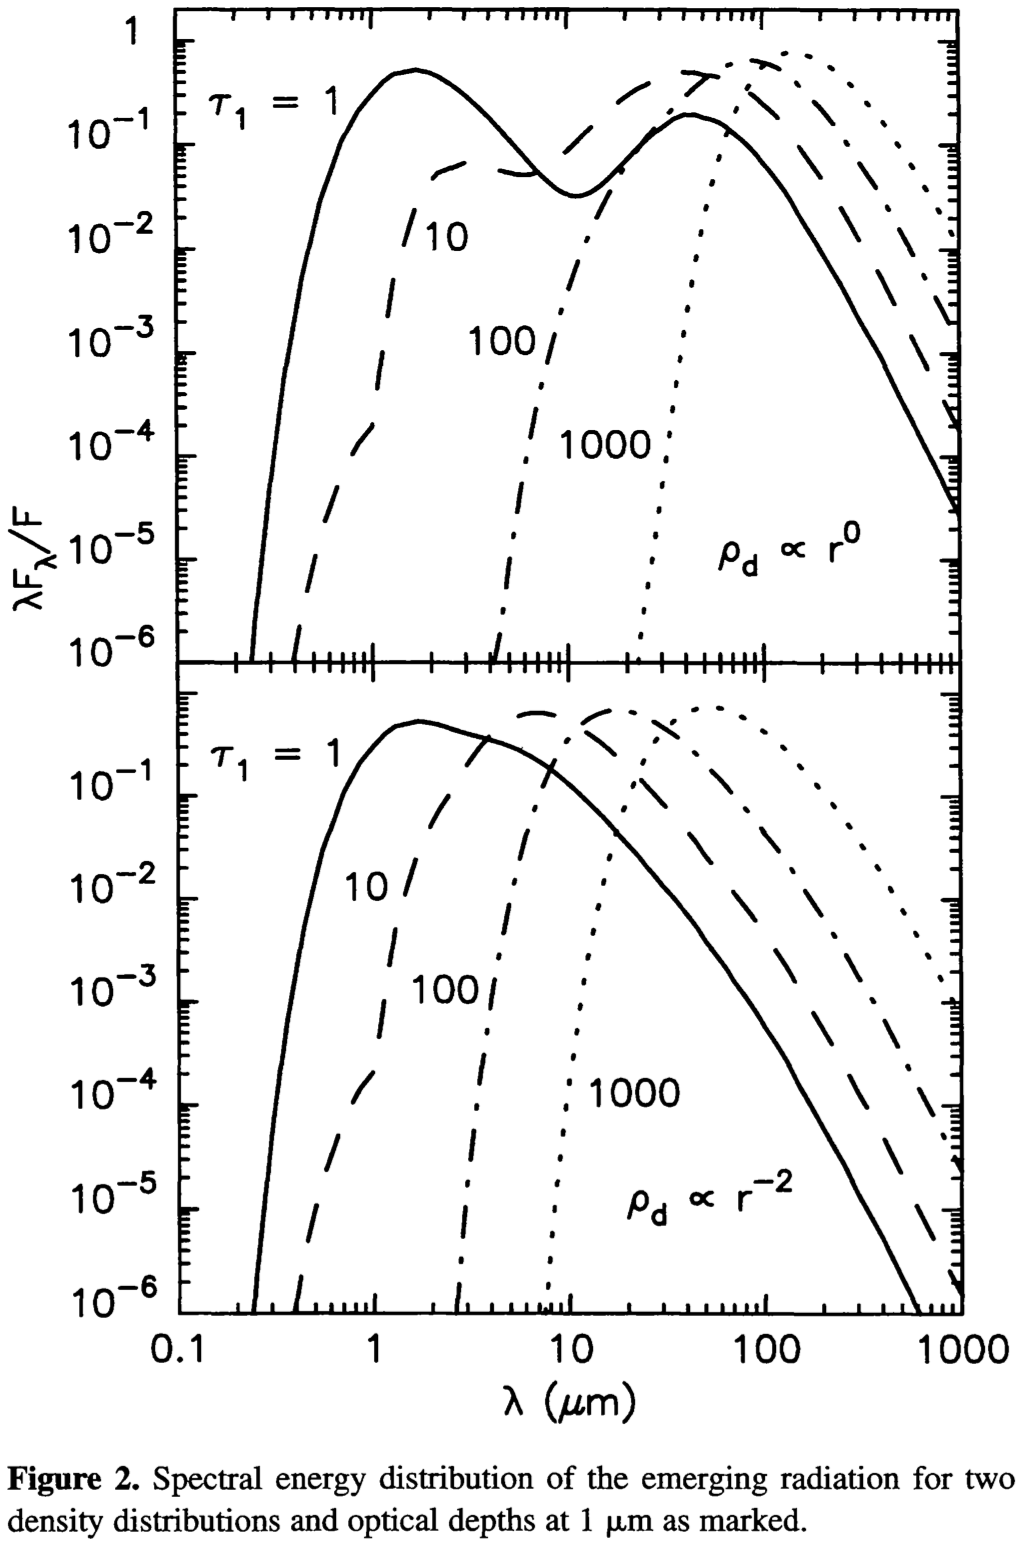 1
10⁻¹
10⁻²
10⁻³
10⁻⁴
10⁻⁵
10⁻⁶
τ₁ = 1
10
100
1000
ρ_d ∝ r⁰
λF_λ/F
τ₁ = 1
10
100
1000
ρ_d ∝ r⁻²
10⁻¹
10⁻²
10⁻³
10⁻⁴
10⁻⁵
10⁻⁶
0.1 1 10 100 1000
λ (μm)
Figure 2. Spectral energy distribution of the emerging radiation for two
density distributions and optical depths at 1 μm as marked.